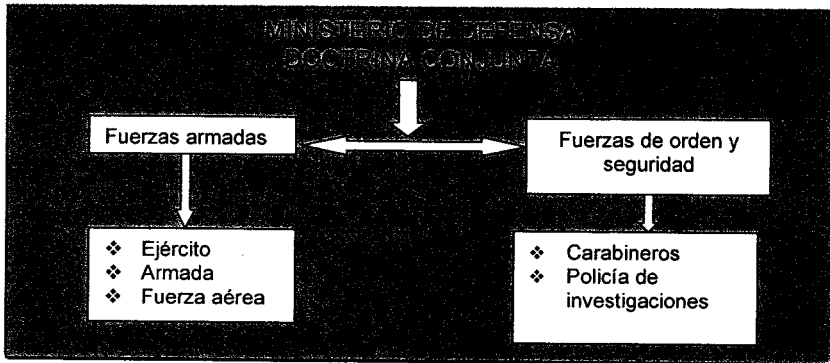 MINISTERIO DE DEFENSA
DOCTRINA CONJUNTA
Fuerzas armadas
Fuerzas de orden y
seguridad
❖ Ejército
❖ Armada
❖ Fuerza aérea
❖ Carabineros
❖ Policía de
investigaciones